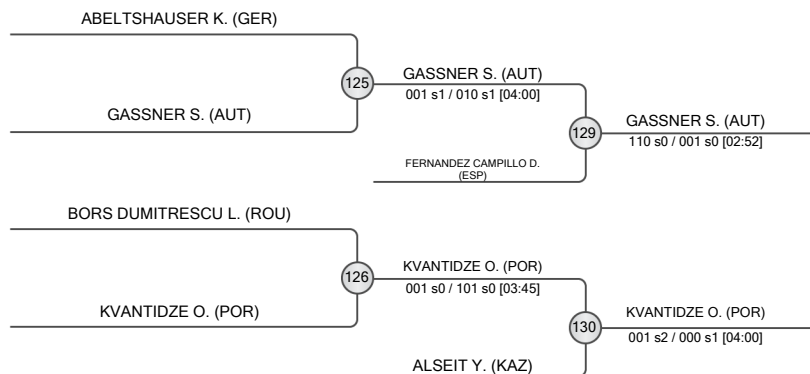 ABELTSHAUSER K. (GER)
125
GASSNER S. (AUT)
001 s1 / 010 s1 [04:00]
GASSNER S. (AUT)
129
GASSNER S. (AUT)
110 s0 / 001 s0 [02:52]
FERNANDEZ CAMPILLO D.
(ESP)
BORS DUMITRESCU L. (ROU)
126
KVANTIDZE O. (POR)
001 s0 / 101 s0 [03:45]
KVANTIDZE O. (POR)
130
KVANTIDZE O. (POR)
001 s2 / 000 s1 [04:00]
ALSEIT Y. (KAZ)